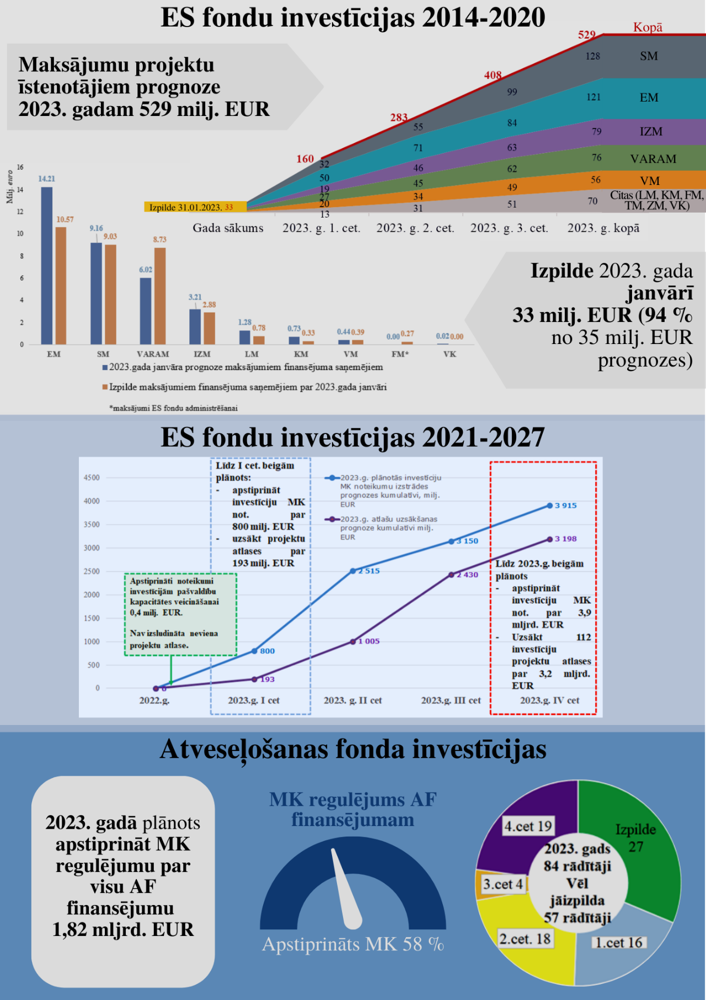 ES fondu investīcijas 2014-2020
Maksājumu projektu
īstenotājiem prognoze
2023. gadam 529 milj. EUR
Kopā
529
408
283
160
128
SM
99
55
32
121
EM
84
71
50
79
IZM
63
46
19
76
VARAM
62
45
27
56
VM
49
34
20
70
Citas (LM, KM, FM,
TM, ZM, VK)
51
31
13
Izpilde 31.01.2023. 33
Gada sākums
2023. g. 1. cet.
2023. g. 2. cet.
2023. g. 3. cet.
2023. g. kopā
Milj. euro
16
14
12
10
8
6
4
2
0
14.21
10.57
9.16
9.03
6.02
8.73
3.21
2.88
1.28
0.78
0.73
0.33
0.44
0.39
0.00
0.27
0.02
0.00
EM
SM
VARAM
IZM
LM
KM
VM
FM*
VK
2023.gada janvāra prognoze maksājumiem finansējuma saņemējiem
Izpilde maksājumiem finansējuma saņemējiem par 2023.gada janvāri
*maksājumi ES fondu administrēšanai
Izpilde 2023. gada
janvārī
33 milj. EUR (94 %
no 35 milj. EUR
prognozes)
ES fondu investīcijas 2021-2027
4500
4000
3500
3000
2500
2000
1500
1000
500
0
Līdz I cet. beigām
plānots:
- apstiprināt
investīciju MK
not. par
800 milj. EUR
- uzsākt projektu
atlases par
193 milj. EUR
2023.g. plānotās investīciju
MK noteikumu izstrādes
prognozes kumulatīvi, milj.
EUR
2023.g. atlašu uzsākšanas
prognoze kumulatīvi milj.
EUR
Apstiprināti noteikumi
investīcijām pašvaldību
kapacitātes veicināšanai
0,4 milj. EUR.
Nav izsludināta neviena
projektu atlase.
3 915
3 198
3 150
2 430
2 515
1 005
800
193
0
Līdz 2023.g. beigām
plānots
- apstiprināt
investīciju MK
not. par 3,9
mljrd. EUR
- Uzsākt 112
investīciju
projektu atlases
par 3,2 mljrd.
EUR
2022.g.
2023.g. I cet
2023. g. II cet
2023.g. III cet
2023.g. IV cet
Atveseļošanas fonda investīcijas
2023. gadā plānots
apstiprināt MK
regulējumu par
visu AF
finansējumu
1,82 mljrd. EUR
MK regulējums AF
finansējumam
Apstiprināts MK 58 %
4.cet 19
Izpilde
27
3.cet 4
2.cet. 18
1.cet 16
2023. gads
84 rādītāji
Vēl
jāizpilda
57 rādītāji